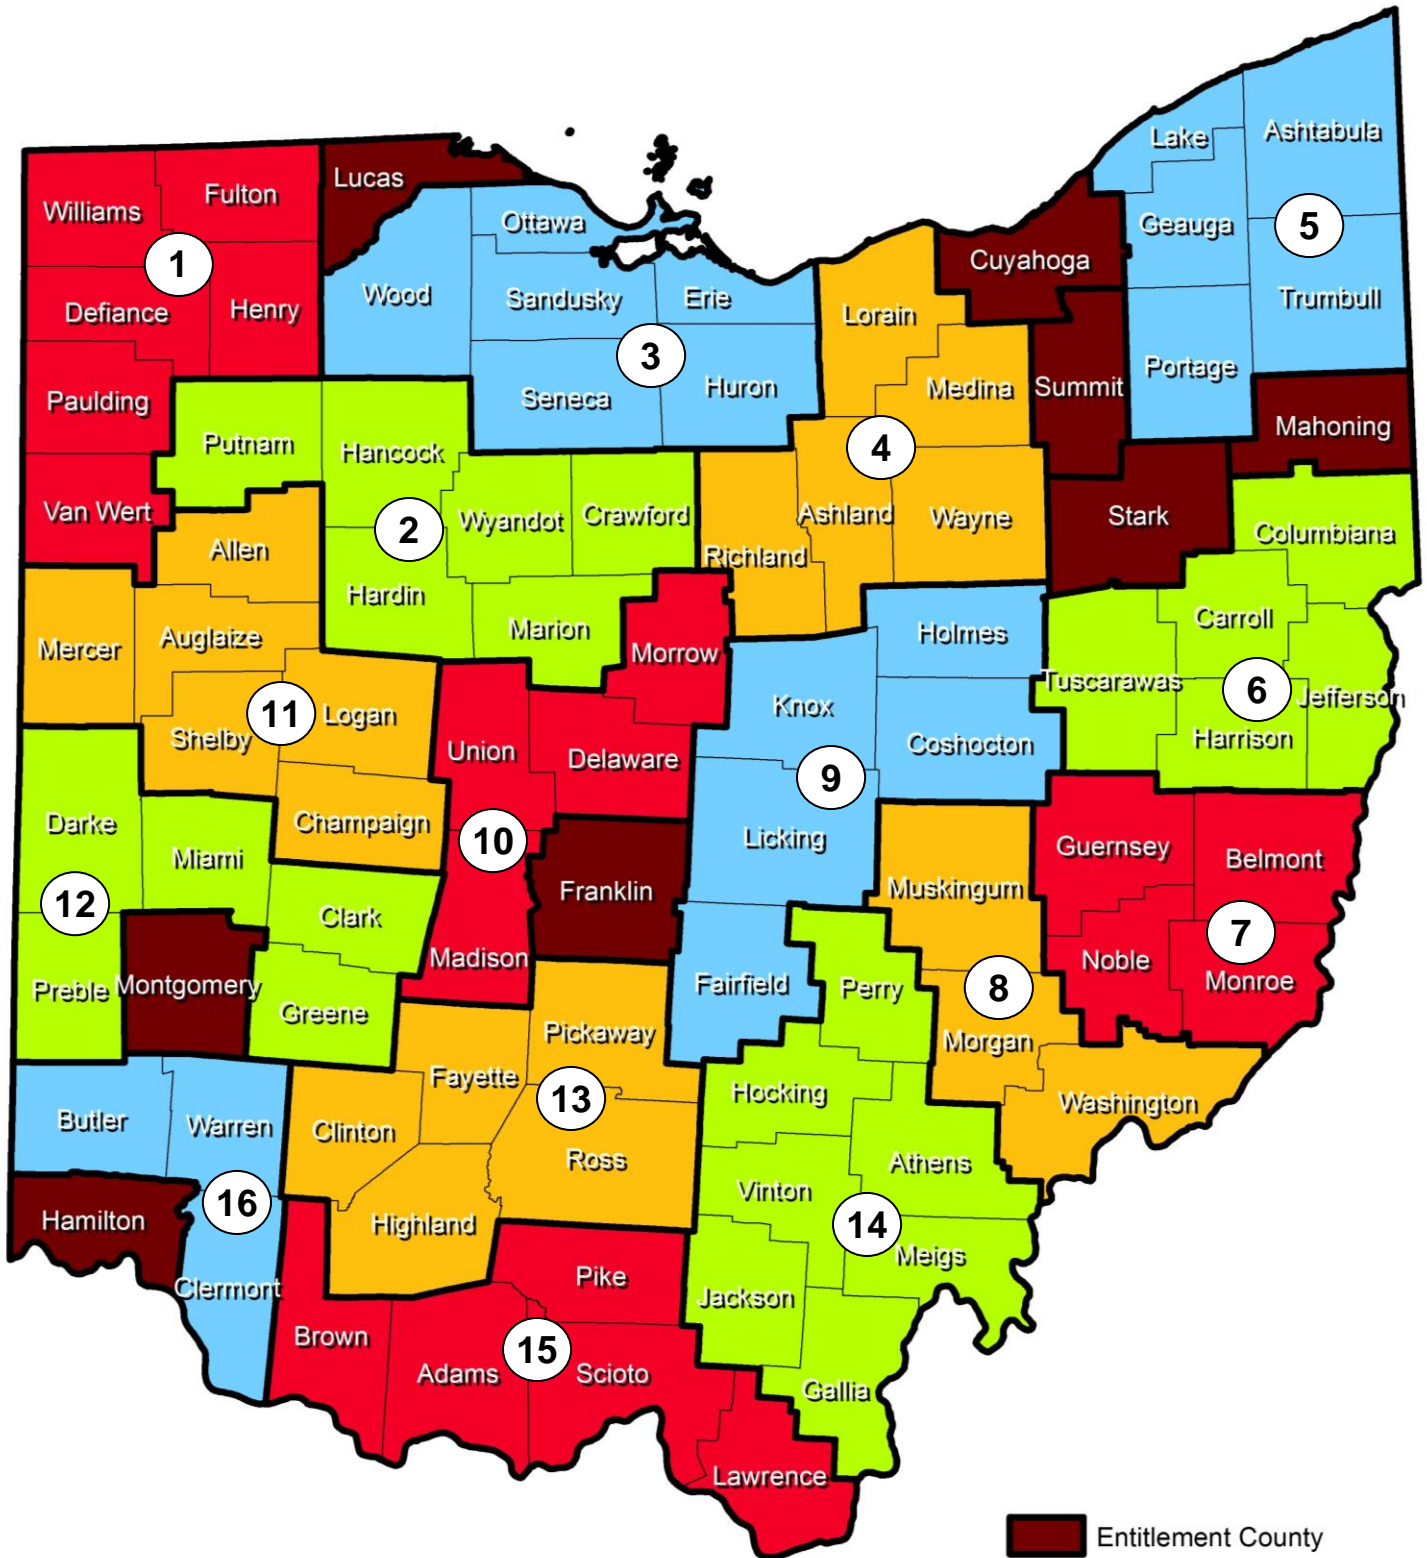 Lake
Ashtabula
Lucas
Fulton
Williams
Ottawa
Geauga
5
Cuyahoga
1
Wood
Sandusky
Erie
Trumbull
Defiance
Henry
Lorain
3
Portage
Summit
Medina
Huron
Seneca
Paulding
Mahoning
Putnam
Hancock
4
Van Wert
Wyandot
Crawford
Ashland
Wayne
Stark
2
Columbiana
Allen
Richland
Hardin
Carroll
Marion
Holmes
Auglaize
Mercer
Morrow
Tuscarawas
6
Jefferson
Knox
11
Logan
Shelby
Harrison
Coshocton
Union
Delaware
9
Darke
Champaign
10
Licking
Guernsey
Miami
Belmont
Franklin
Muskingum
12
Clark
7
Madison
Noble
Preble
Montgomery
Fairfield
Perry
8
Monroe
Greene
Pickaway
Morgan
Fayette
Hocking
13
Washington
Butler
Warren
Clinton
Ross
Athens
Vinton
16
Hamilton
Highland
14
Meigs
Pike
Clermont
Jackson
Brown
15
Adams
Scioto
Gallia
Lawrence
Entitlement County